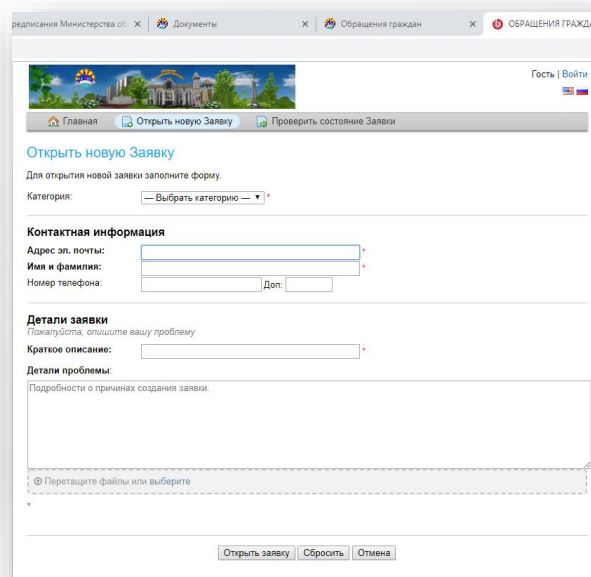 редписания Министерства об
Документы
Обращения граждан
ОБРАЩЕНИЯ ГРАЖДА
Гость | Войти
Главная
Открыть новую Заявку
Проверить состояние Заявки
Открыть новую Заявку
Для открытия новой заявки заполните форму.
Категория: — Выбрать категорию — *
Контактная информация
Адрес эл. почты: *
Имя и фамилия: *
Номер телефона: Доп:
Детали заявки
Пожалуйста, опишите вашу проблему
Краткое описание: *
Детали проблемы:
Подробности о причинах создания заявки.
Перетащите файлы или выберите
*
Открыть заявку Сбросить Отмена